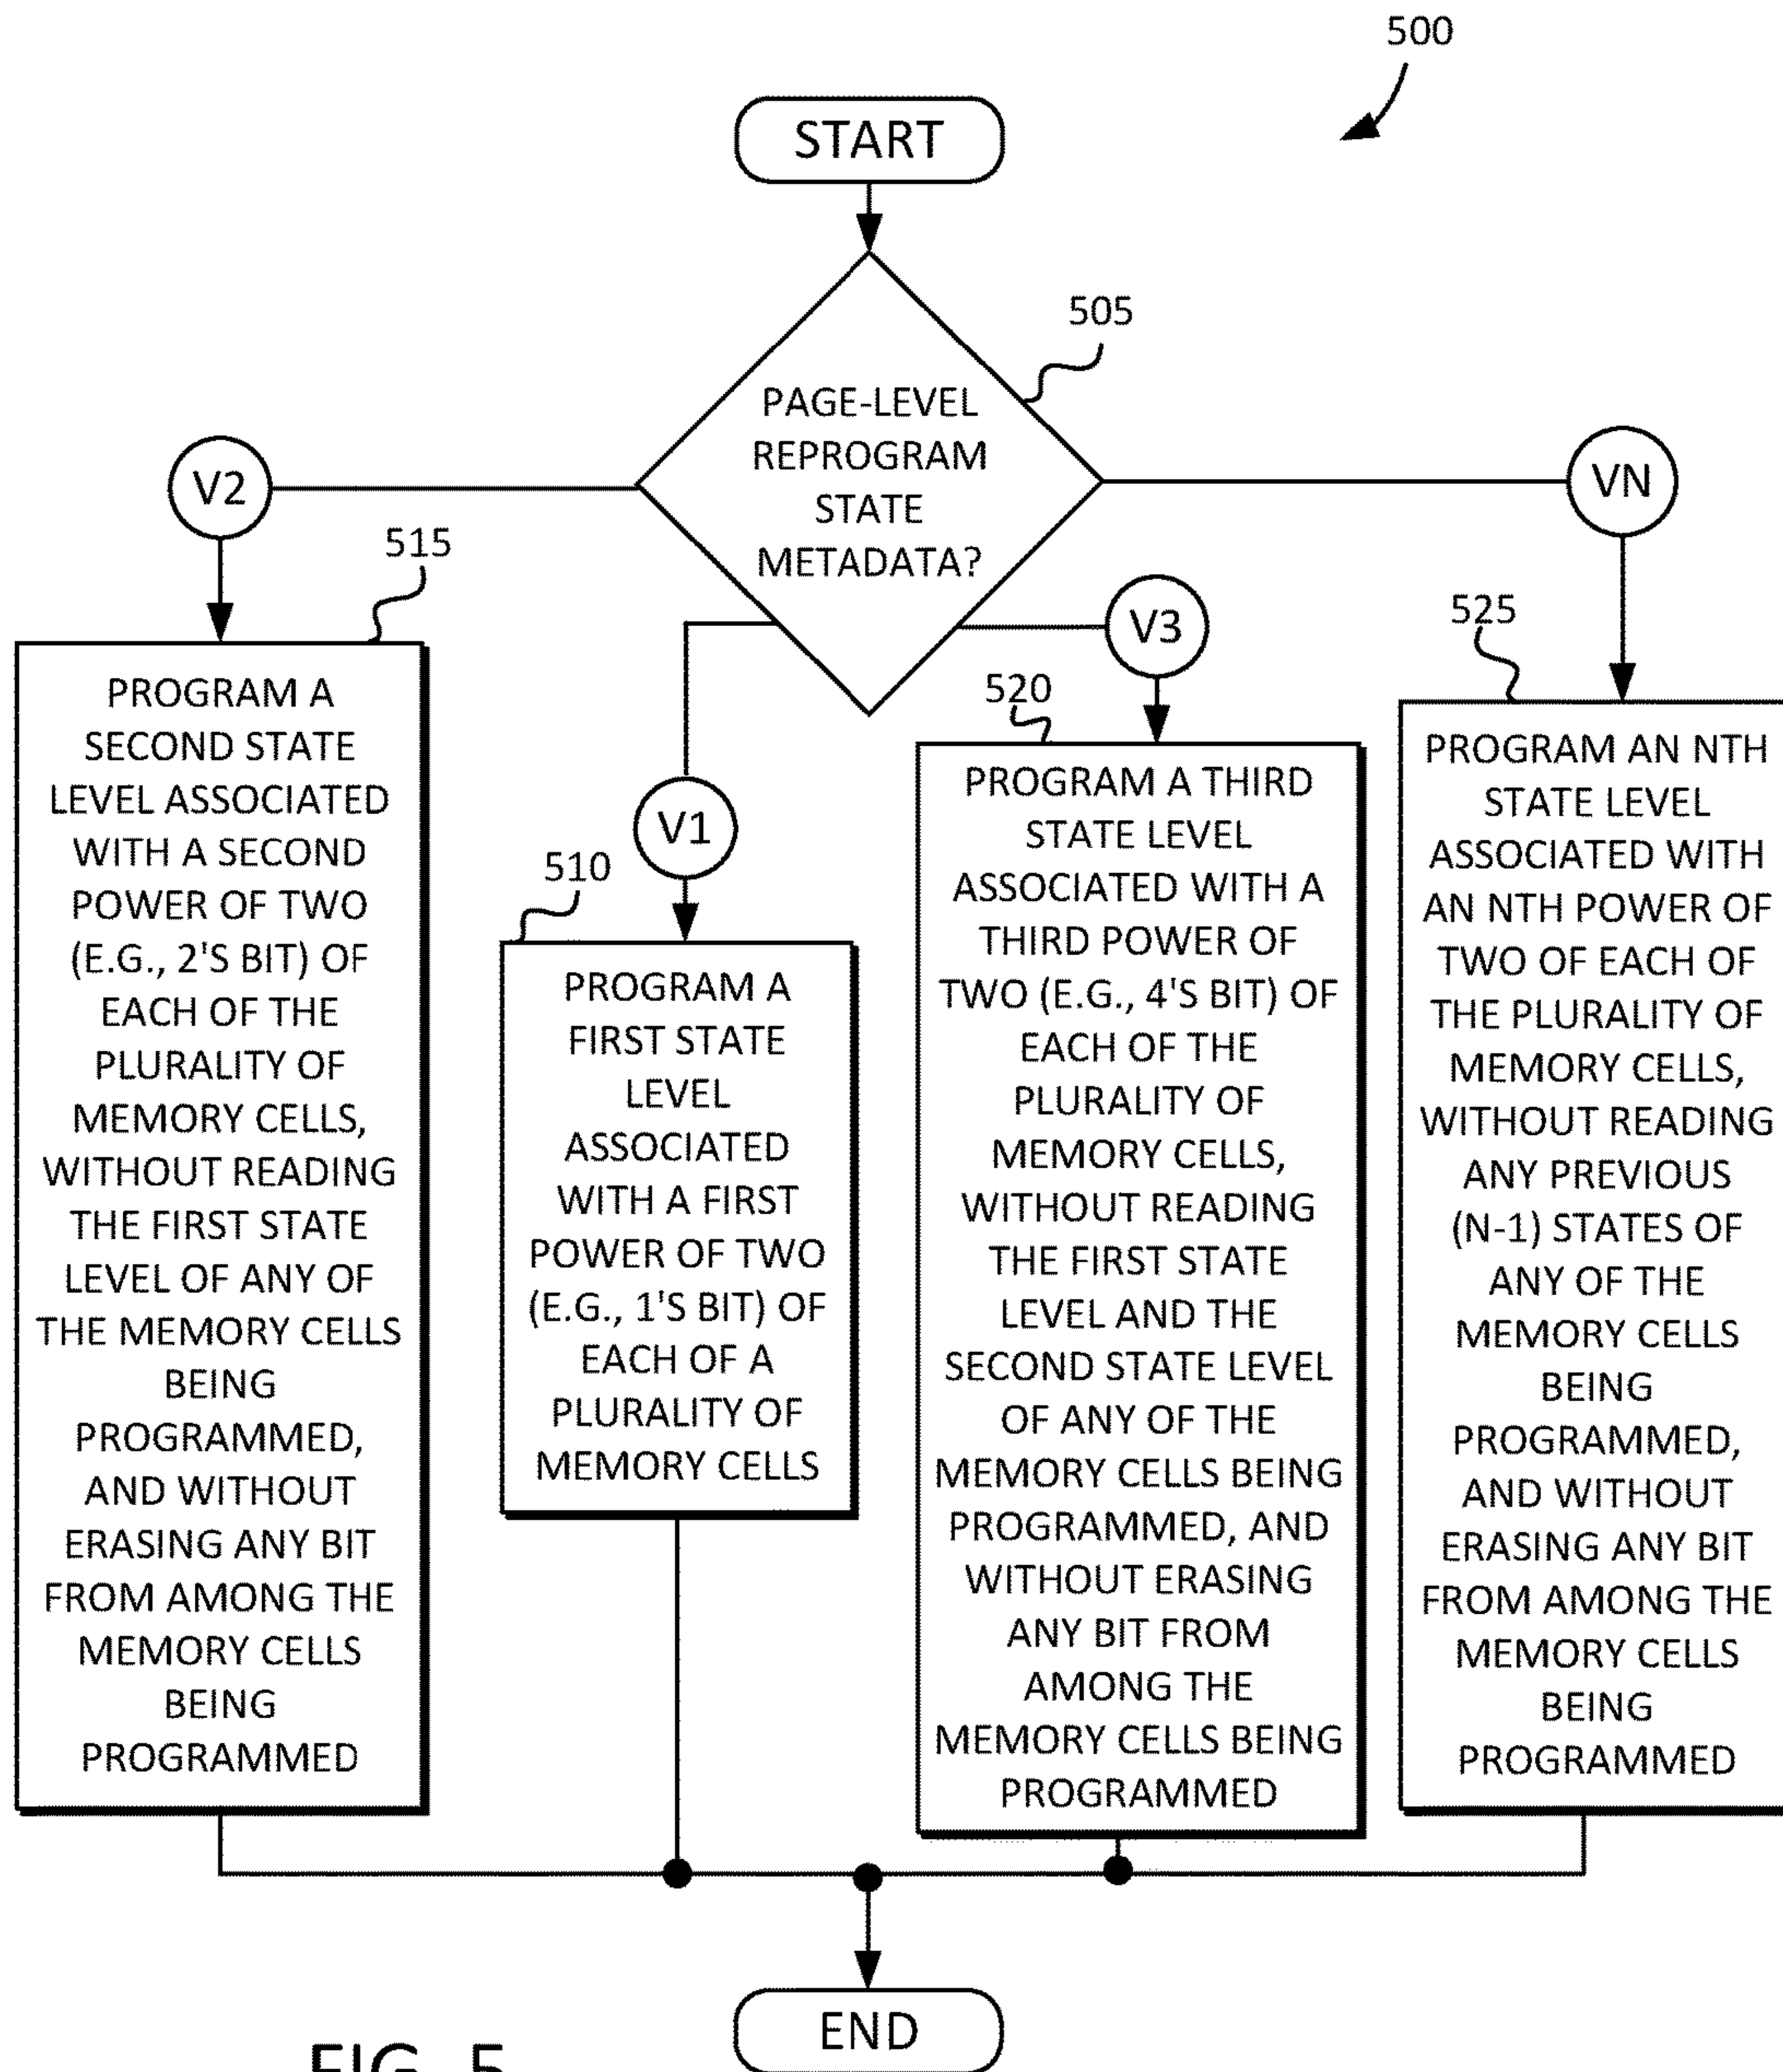 500
START
505
PAGE-LEVEL
REPROGRAM
STATE
METADATA?
V2
VN
V3
V1
515
PROGRAM A
SECOND STATE
LEVEL ASSOCIATED
WITH A SECOND
POWER OF TWO
(E.G., 2'S BIT) OF
EACH OF THE
PLURALITY OF
MEMORY CELLS,
WITHOUT READING
THE FIRST STATE
LEVEL OF ANY OF
THE MEMORY CELLS
BEING
PROGRAMMED,
AND WITHOUT
ERASING ANY BIT
FROM AMONG THE
MEMORY CELLS
BEING
PROGRAMMED
510
PROGRAM A
FIRST STATE
LEVEL
ASSOCIATED
WITH A FIRST
POWER OF TWO
(E.G., 1'S BIT) OF
EACH OF A
PLURALITY OF
MEMORY CELLS
520
PROGRAM A THIRD
STATE LEVEL
ASSOCIATED WITH A
THIRD POWER OF
TWO (E.G., 4'S BIT) OF
EACH OF THE
PLURALITY OF
MEMORY CELLS,
WITHOUT READING
THE FIRST STATE
LEVEL AND THE
SECOND STATE LEVEL
OF ANY OF THE
MEMORY CELLS BEING
PROGRAMMED, AND
WITHOUT ERASING
ANY BIT FROM
AMONG THE
MEMORY CELLS BEING
PROGRAMMED
525
PROGRAM AN NTH
STATE LEVEL
ASSOCIATED WITH
AN NTH POWER OF
TWO OF EACH OF
THE PLURALITY OF
MEMORY CELLS,
WITHOUT READING
ANY PREVIOUS
(N-1) STATES OF
ANY OF THE
MEMORY CELLS
BEING
PROGRAMMED,
AND WITHOUT
ERASING ANY BIT
FROM AMONG THE
MEMORY CELLS
BEING
PROGRAMMED
END
FIG. 5